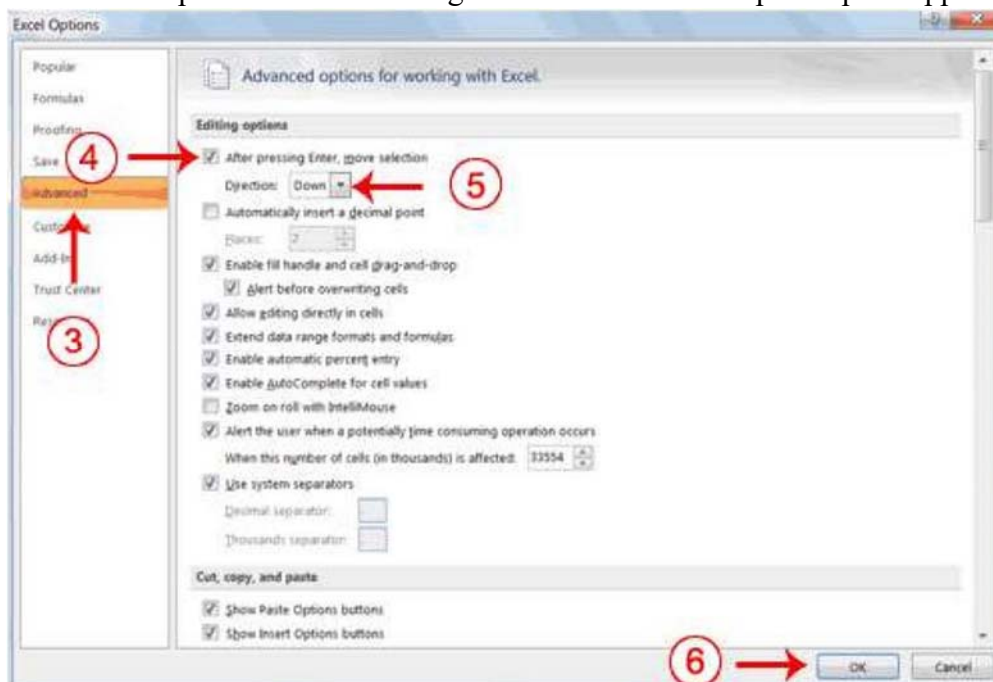 Excel Options
Popular
Formulas
Proofing
Save
Advanced
Trust Center
Advanced options for working with Excel.
Editing options
After pressing Enter, move selection
Direction: Down
Automatically insert a decimal point
Places: 2
Enable fill handle and cell drag-and-drop
Alert before overwriting cells
Allow editing directly in cells
Extend data range formats and formulas
Enable automatic percent entry
Enable AutoComplete for cell values
Zoom on roll with IntelliMouse
Alert the user when a potentially time consuming operation occurs
When this number of cells (in thousands) is affected: 33554
Use system separators
Decimal separator:
Thousands separator:
Cut, copy, and paste
Show Paste Options buttons
Show Insert Options buttons
OK Cancel
3
4
5
6